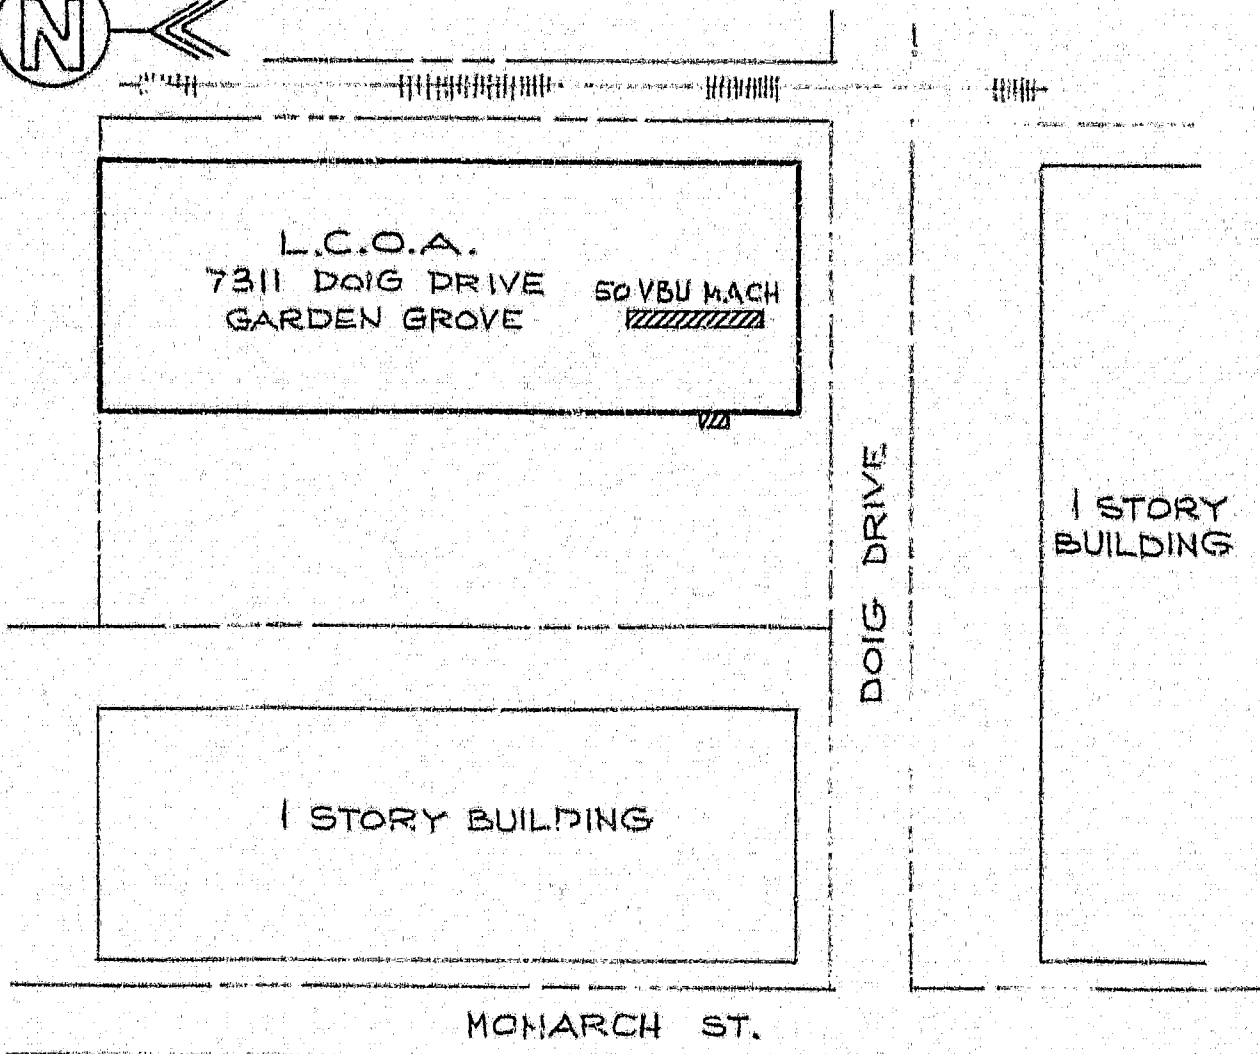 N
L.C.O.A.
7311 DOIG DRIVE
GARDEN GROVE
50 VBU MACH
DOIG DRIVE
1 STORY
BUILDING
1 STORY BUILDING
MONARCH ST.